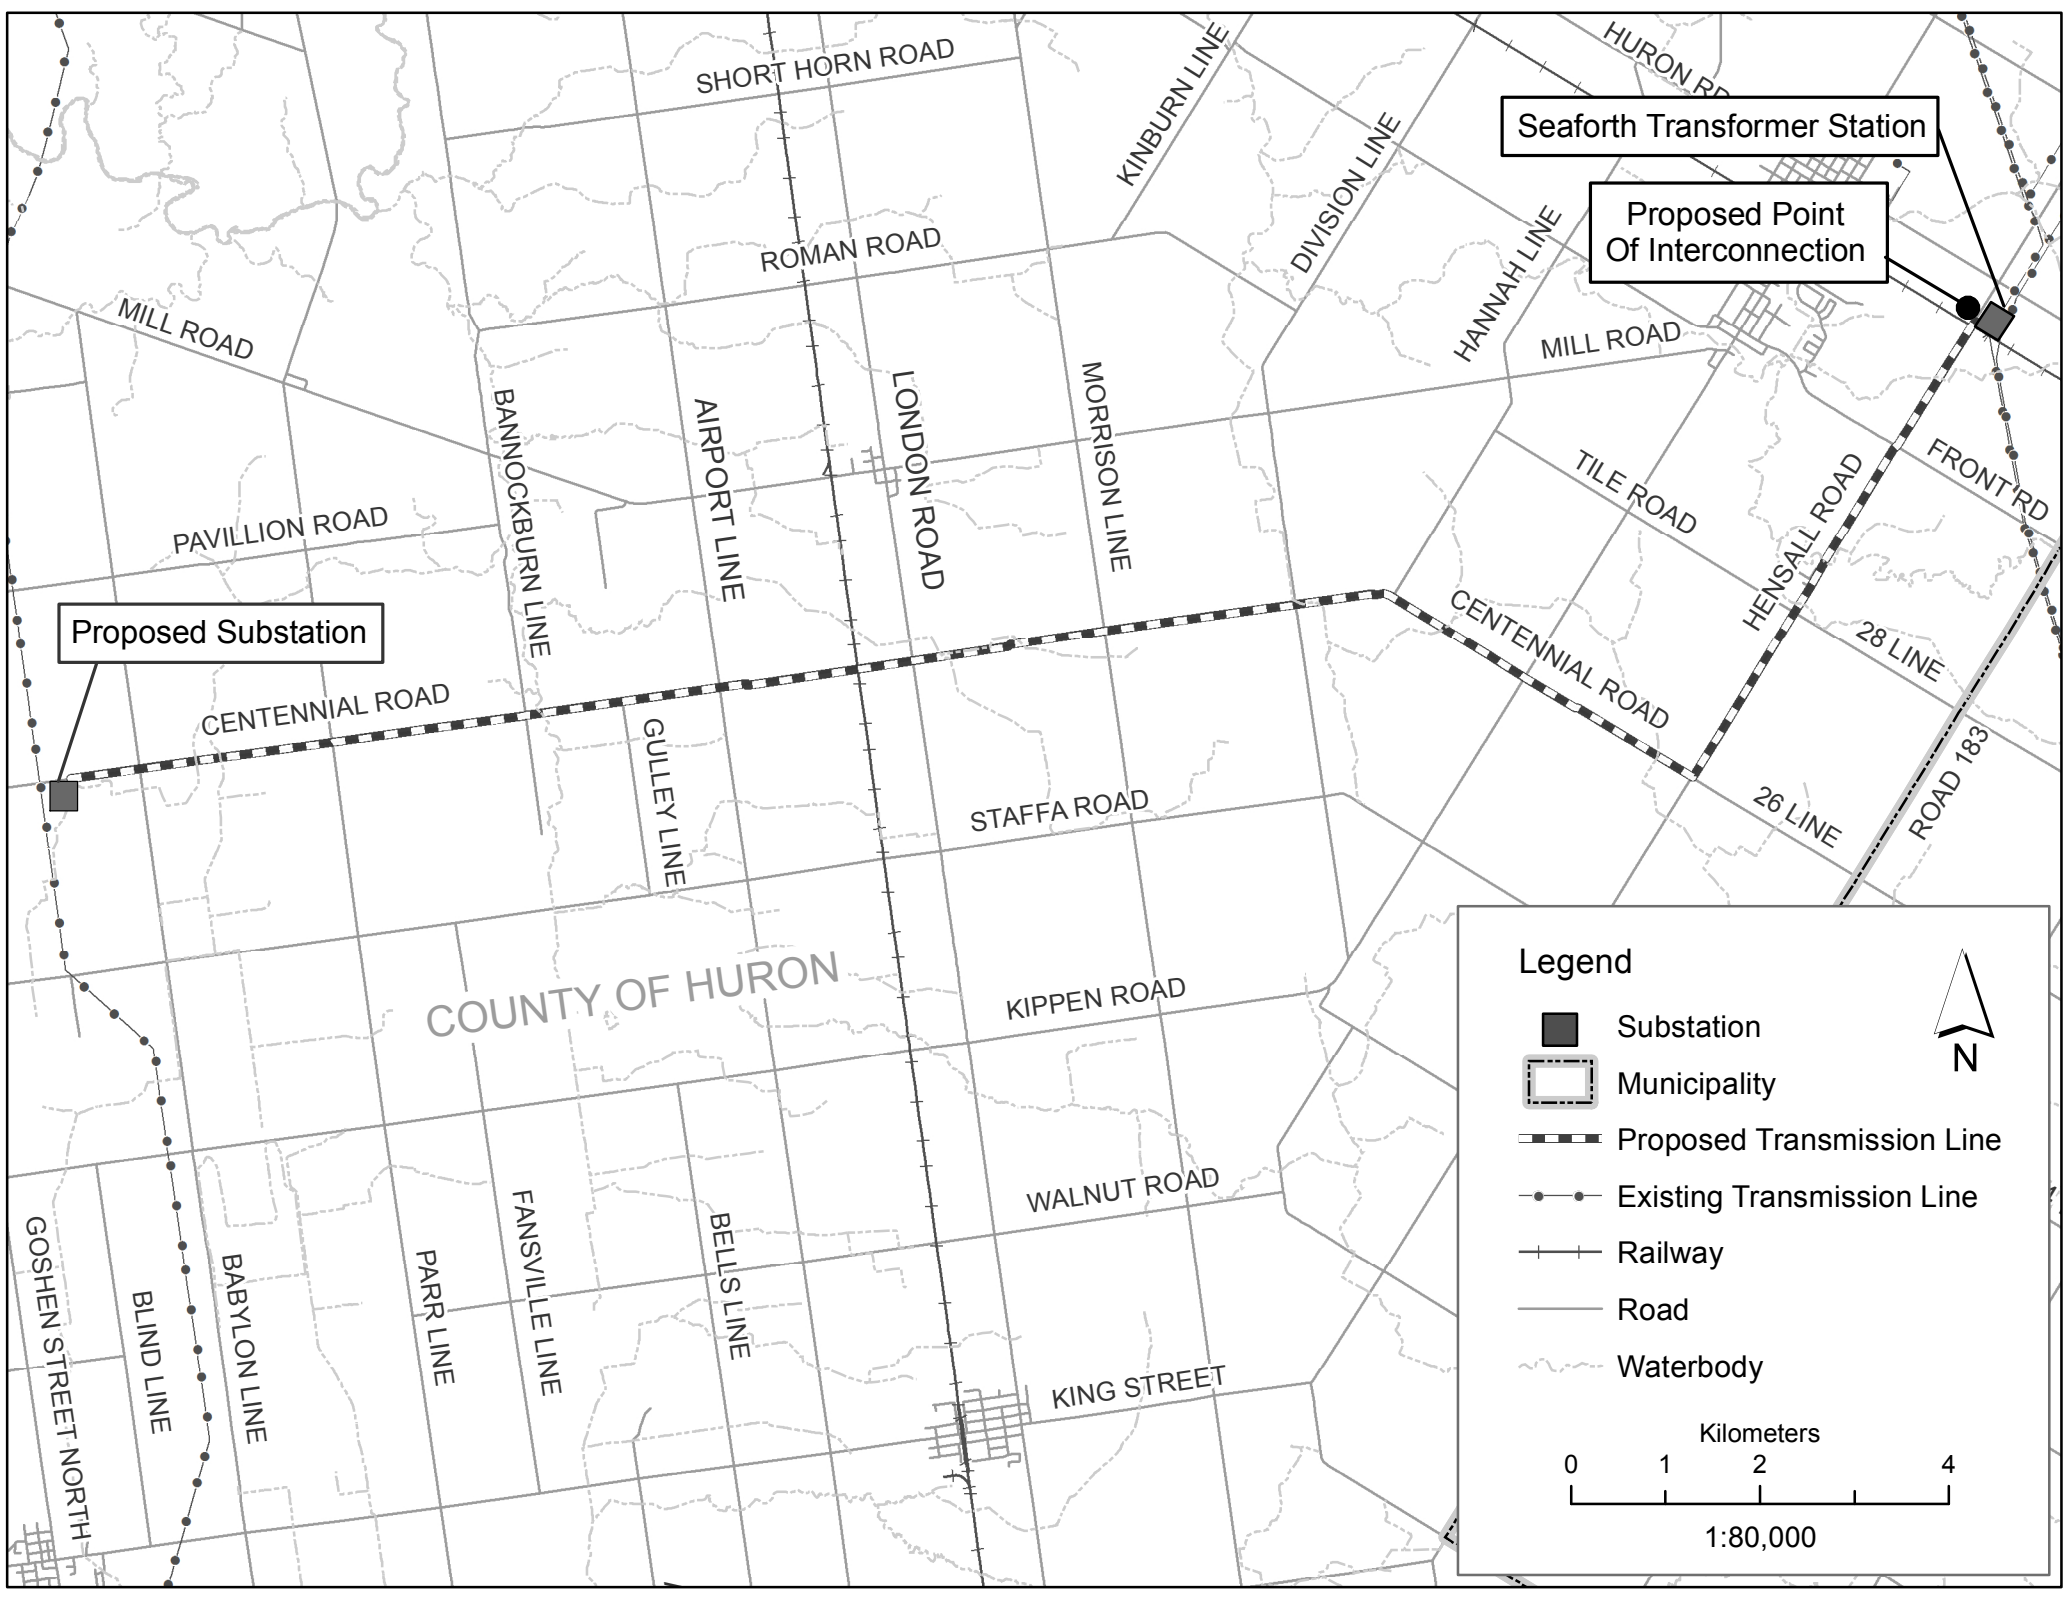 SHORT HORN ROAD
KINBURN LINE
HURON RD
Seaforth Transformer Station
DIVISION LINE
Proposed Point
Of Interconnection
ROMAN ROAD
HANNAH LINE
MILL ROAD
MILL ROAD
BANNOCKBURN LINE
AIRPORT LINE
LONDON ROAD
MORRISON LINE
TILE ROAD
HENSALL ROAD
FRONT RD
PAVILLION ROAD
Proposed Substation
CENTENNIAL ROAD
CENTENNIAL ROAD
28 LINE
GULLEY LINE
ROAD 183
STAFFA ROAD
26 LINE
COUNTY OF HURON
KIPPEN ROAD
WALNUT ROAD
GOSHEN STREET NORTH
BLIND LINE
BABYLON LINE
PARR LINE
FANSVILLE LINE
BELLS LINE
KING STREET
Legend
N
Substation
Municipality
Proposed Transmission Line
Existing Transmission Line
Railway
Road
Waterbody
Kilometers
0 1 2 4
1:80,000